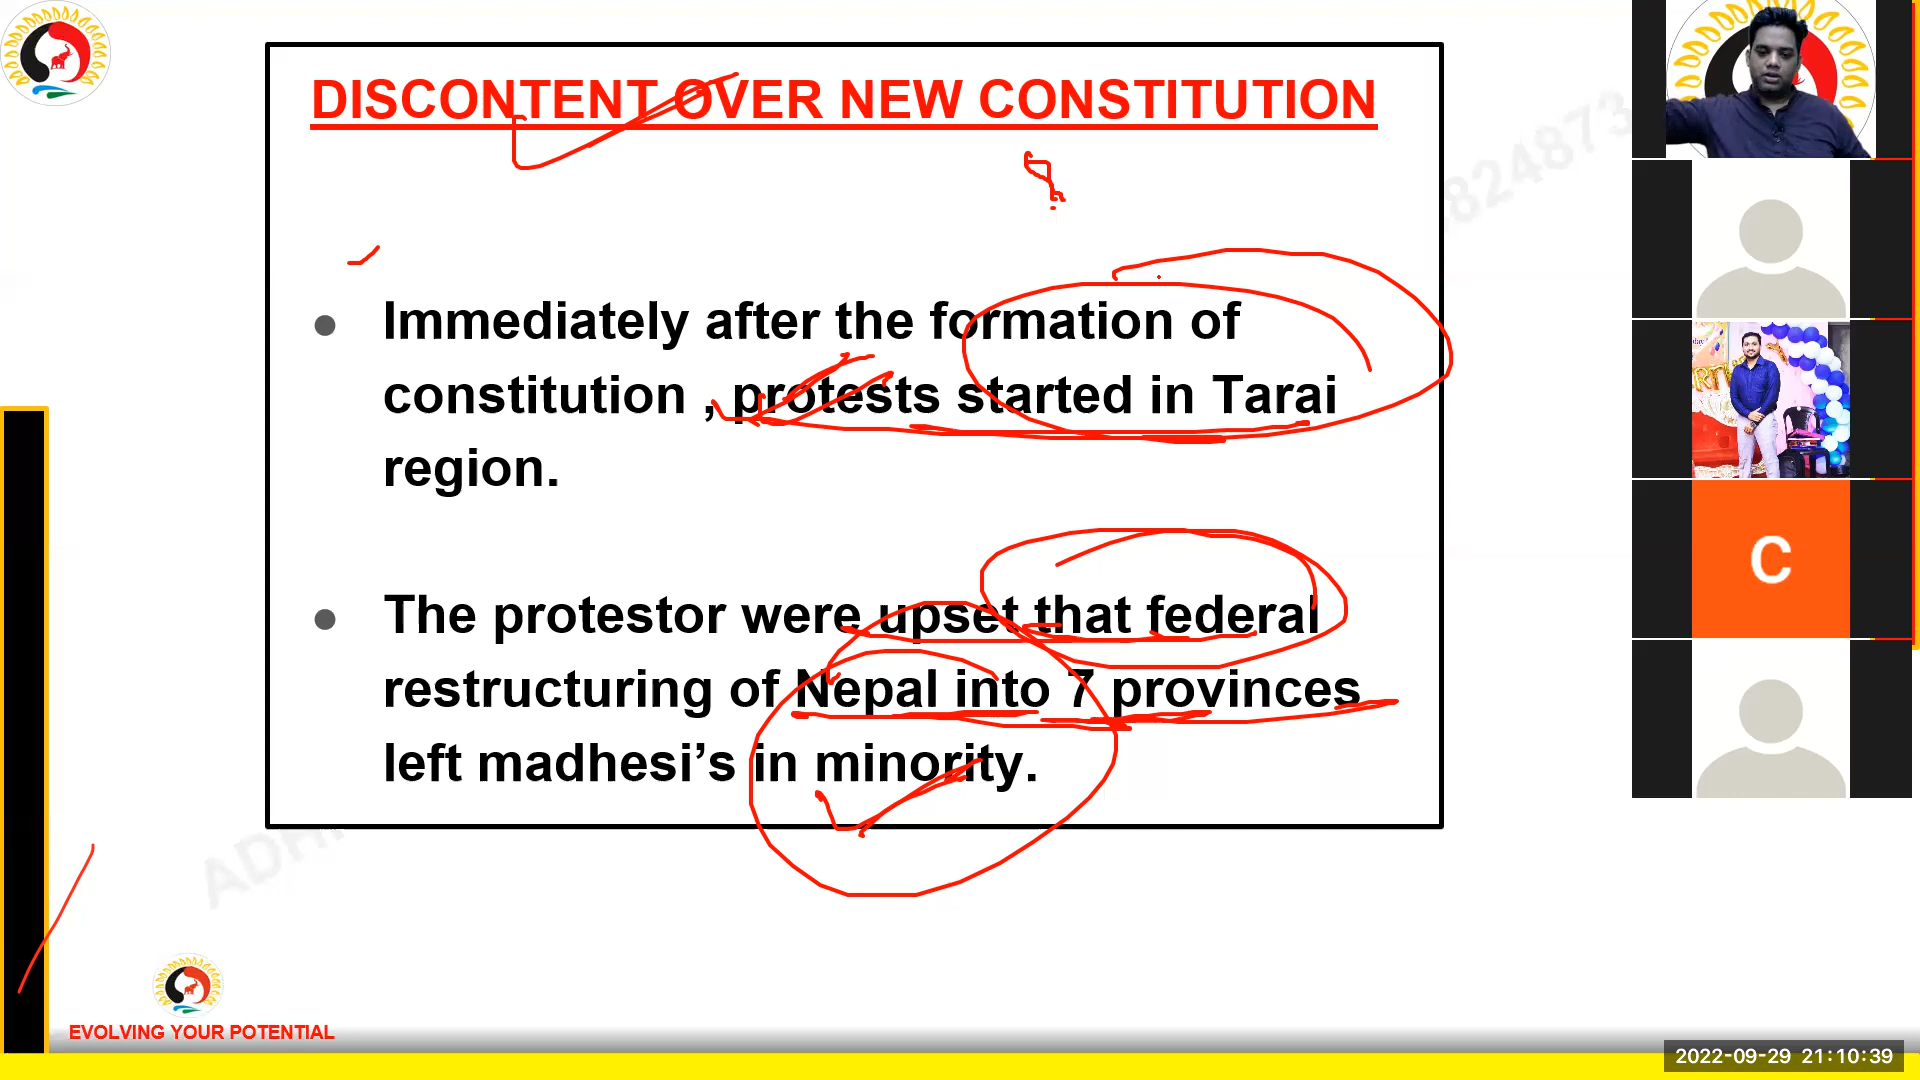 DISCONTENT OVER NEW CONSTITUTION
Immediately after the formation of
constitution , protests started in Tarai
region.
The protestor were upset that federal
restructuring of Nepal into 7 provinces
left madhesi’s in minority.
C
EVOLVING YOUR POTENTIAL
2022-09-29 21:10:39